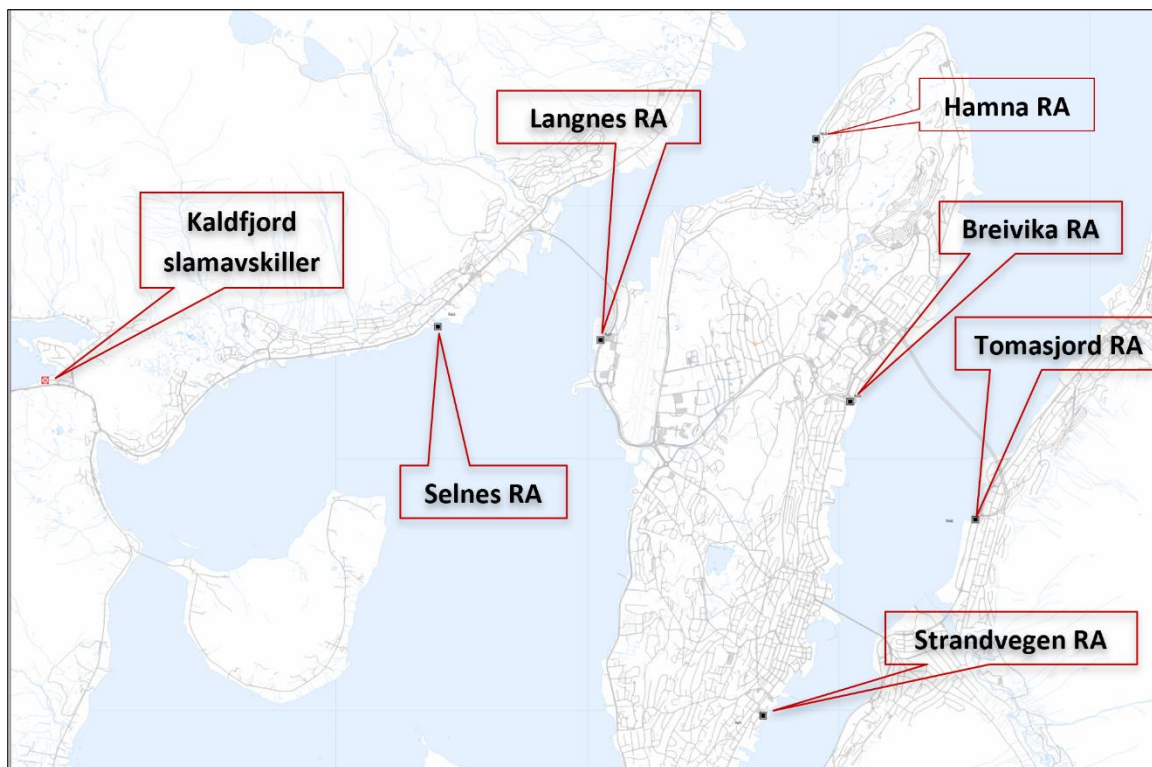 Langnes RA
Hamna RA
Kaldfjord
slamavskiller
Breivika RA
Tomasjord RA
Selnes RA
Strandvegen RA